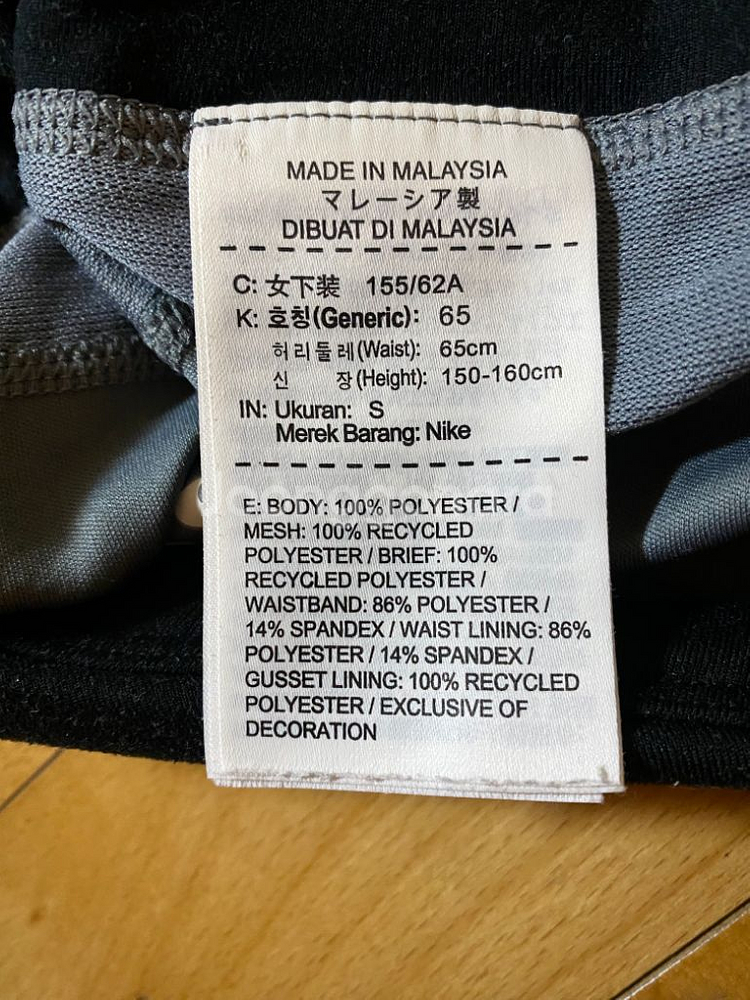 MADE IN MALAYSIA
マレーシア製
DIBUAT DI MALAYSIA
C: 女下装 155/62A
K: 호칭(Generic): 65
허리둘레(Waist): 65cm
신 장(Height): 150-160cm
IN: Ukuran: S
Merek Barang: Nike
E: BODY: 100% POLYESTER /
MESH: 100% RECYCLED
POLYESTER / BRIEF: 100%
RECYCLED POLYESTER /
WAISTBAND: 86% POLYESTER /
14% SPANDEX / WAIST LINING: 86%
POLYESTER / 14% SPANDEX /
GUSSET LINING: 100% RECYCLED
POLYESTER / EXCLUSIVE OF
DECORATION